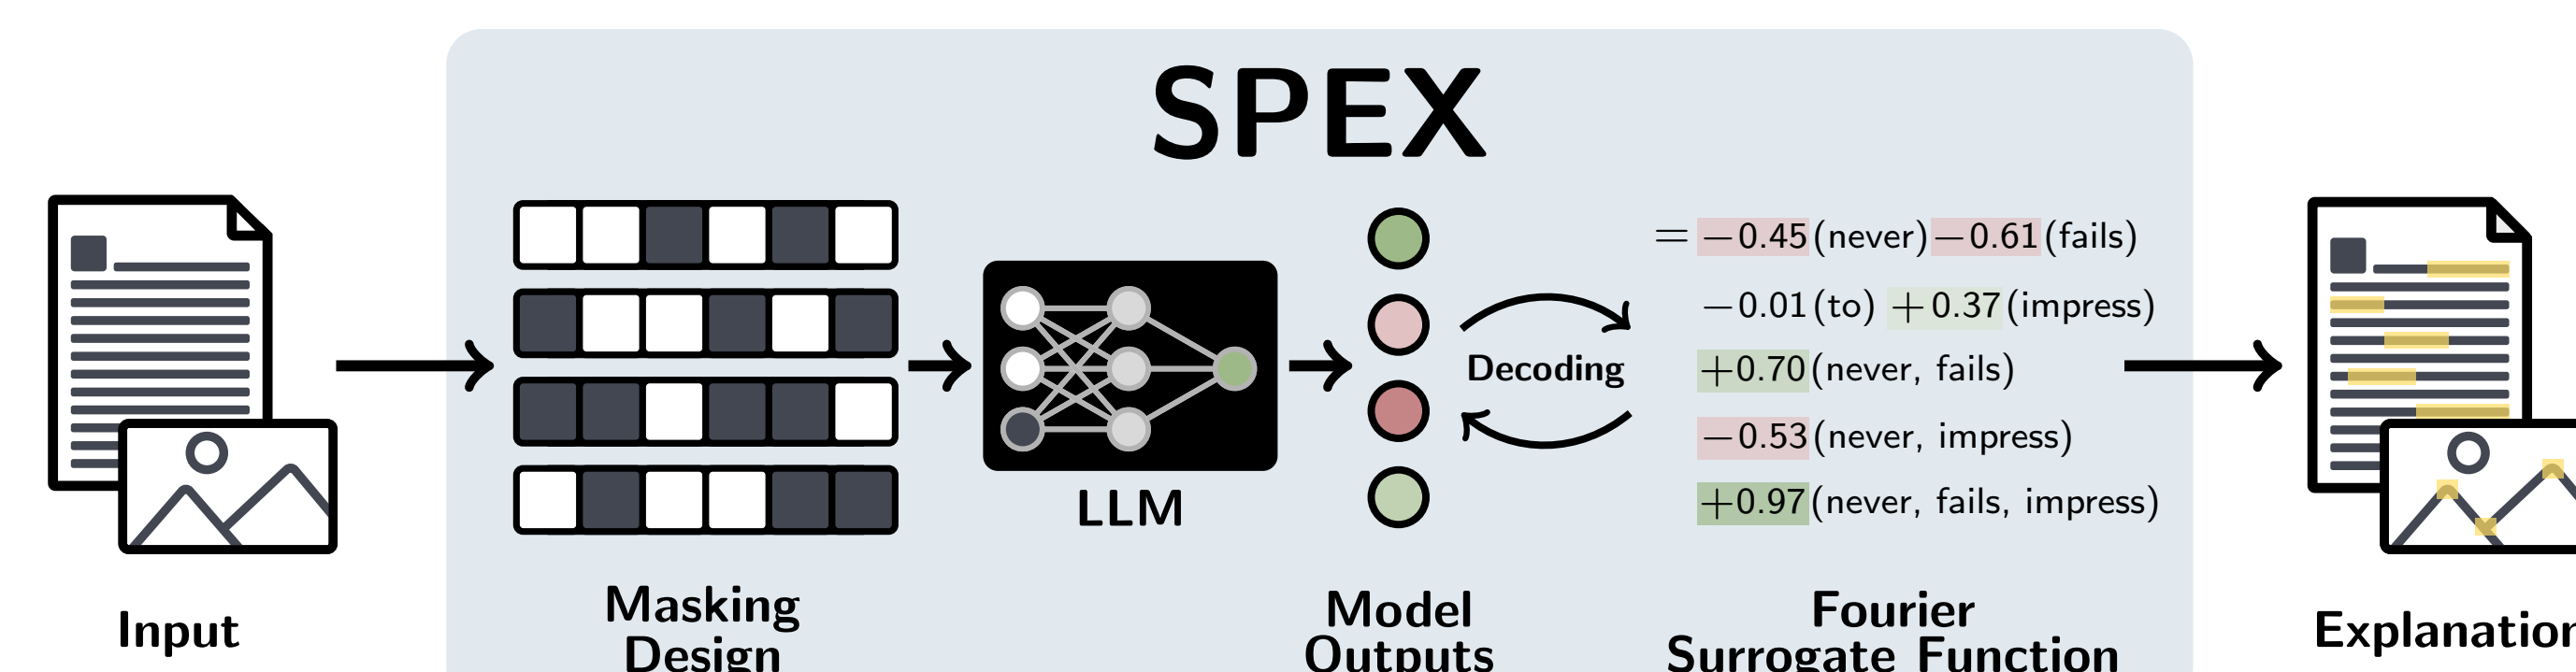 SPEX
= −0.45(never)−0.61(fails)
−0.01(to) +0.37(impress)
+0.70(never, fails)
−0.53(never, impress)
+0.97(never, fails, impress)
Decoding
LLM
Input
Masking
Design
Model
Outputs
Fourier
Surrogate Function
Explanation